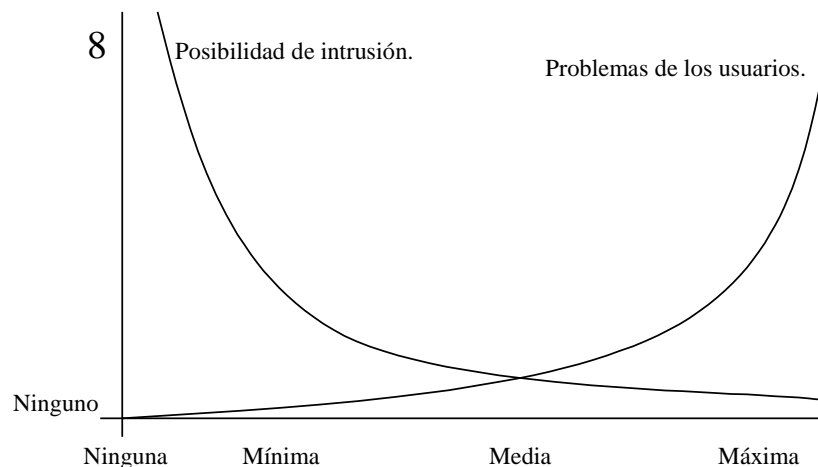 8
Posibilidad de intrusión.
Problemas de los usuarios.
Ninguno
Ninguna Mínima Media Máxima